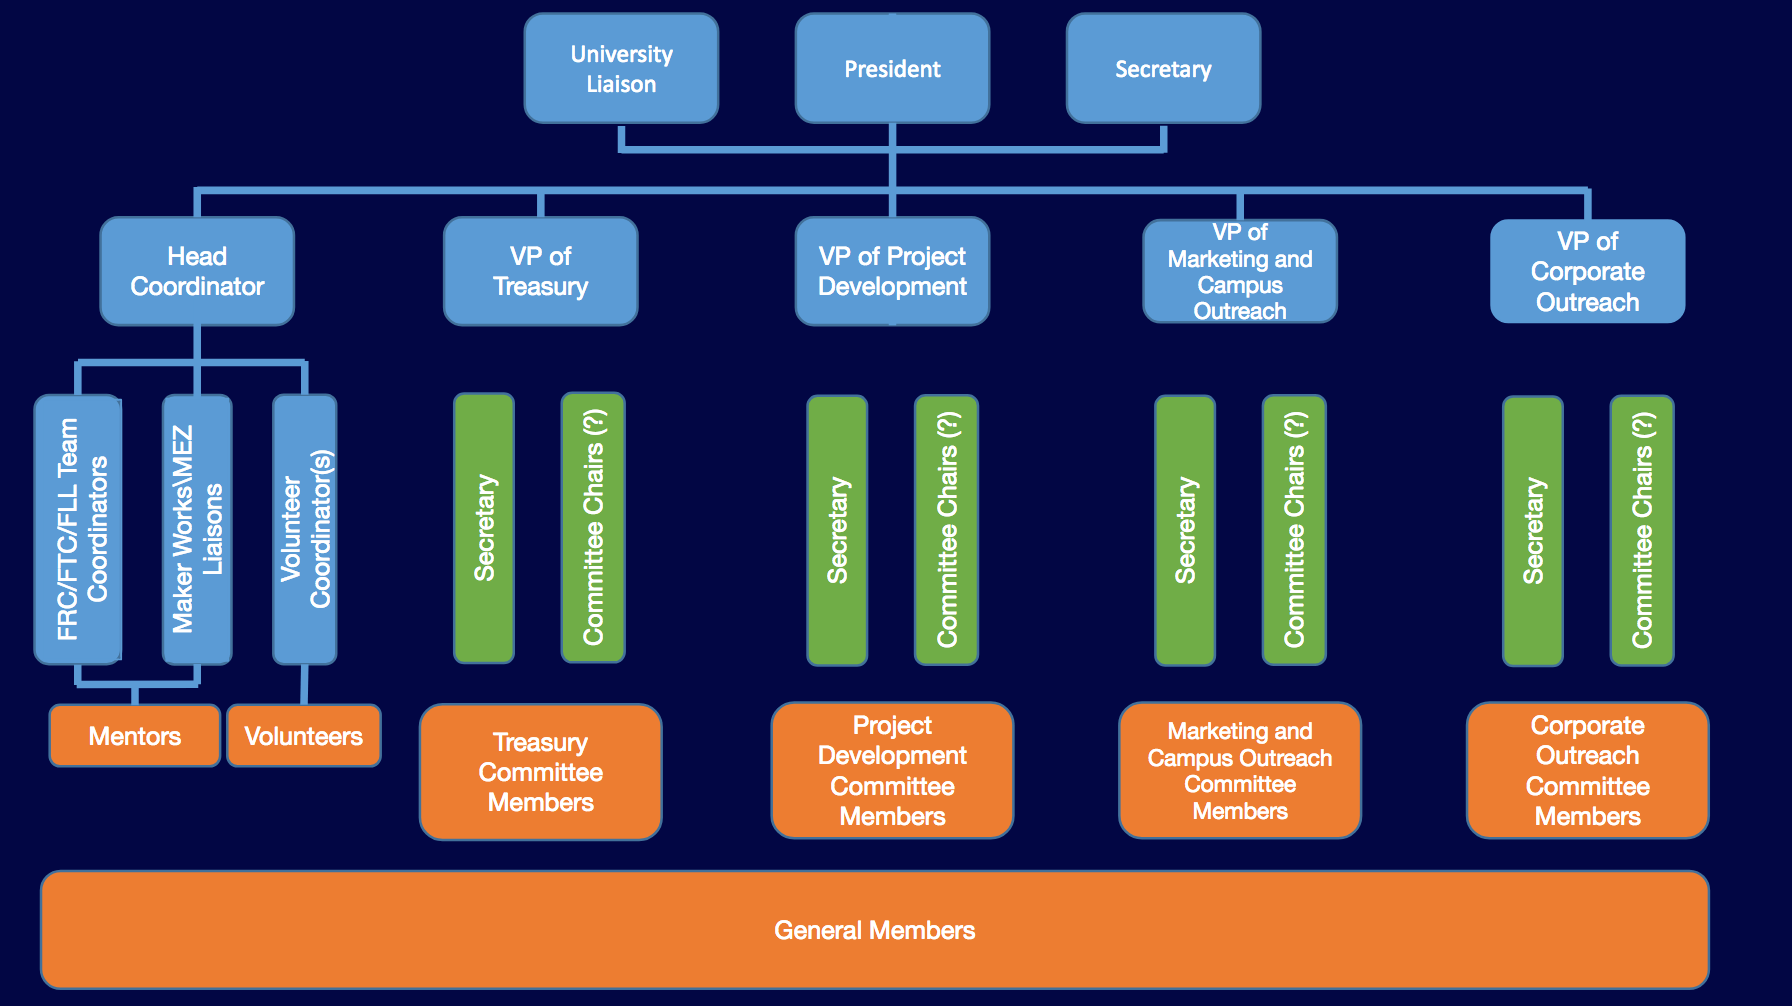 University
Liaison
President
Secretary
Head
Coordinator
VP of
Treasury
VP of Project
Development
VP of
Marketing and
Campus
Outreach
VP of
Corporate
Outreach
FRC/FTC/FLL Team
Coordinators
Maker Works\MEZ
Liaisons
Volunteer
Coordinator(s)
Secretary
Committee Chairs (?)
Secretary
Committee Chairs (?)
Secretary
Committee Chairs (?)
Secretary
Committee Chairs (?)
Mentors
Volunteers
Treasury
Committee
Members
Project
Development
Committee
Members
Marketing and
Campus Outreach
Committee
Members
Corporate
Outreach
Committee
Members
General Members